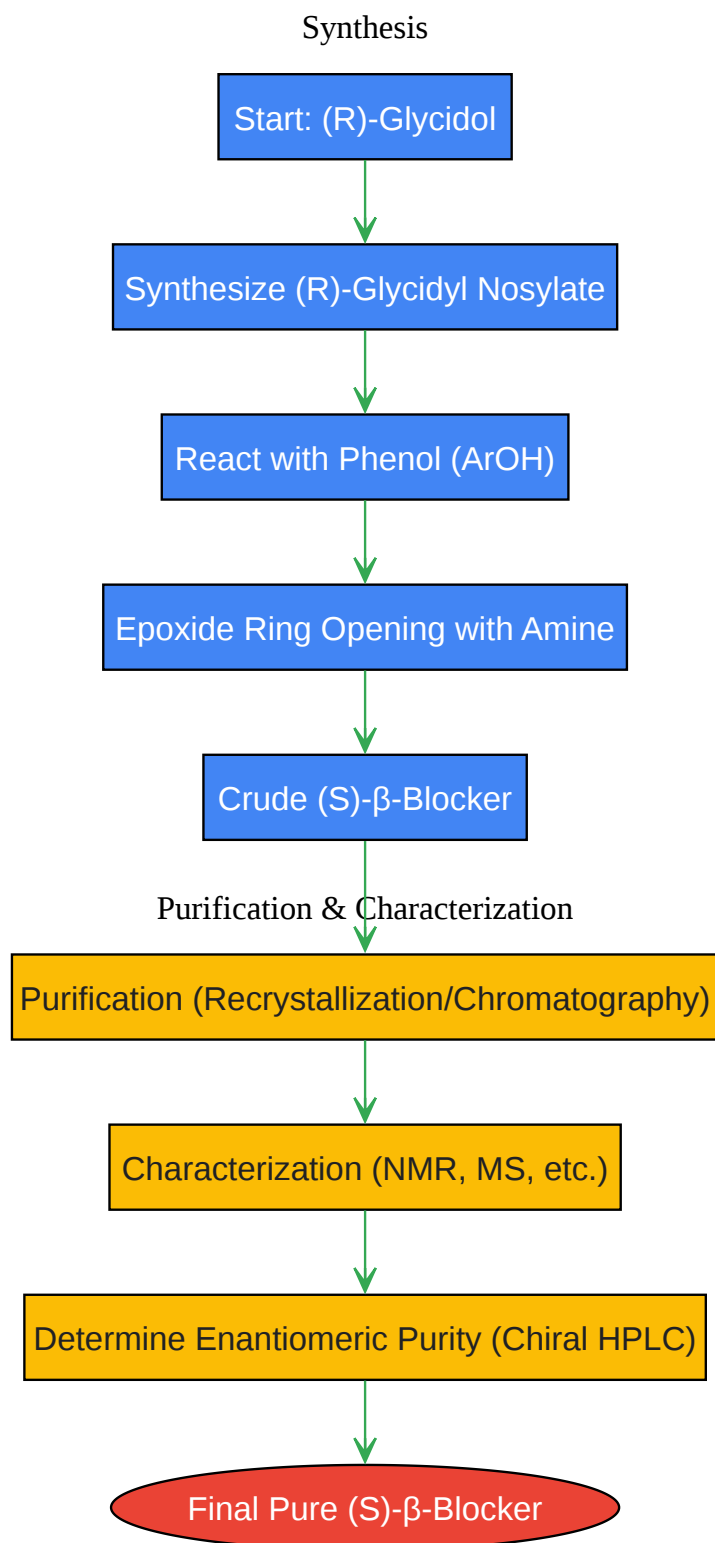 Synthesis
Start: (R)-Glycidol
Synthesize (R)-Glycidyl Nosylate
React with Phenol (ArOH)
Epoxide Ring Opening with Amine
Crude (S)-β-Blocker
Purification & Characterization
Purification (Recrystallization/Chromatography)
Characterization (NMR, MS, etc.)
Determine Enantiomeric Purity (Chiral HPLC)
Final Pure (S)-β-Blocker